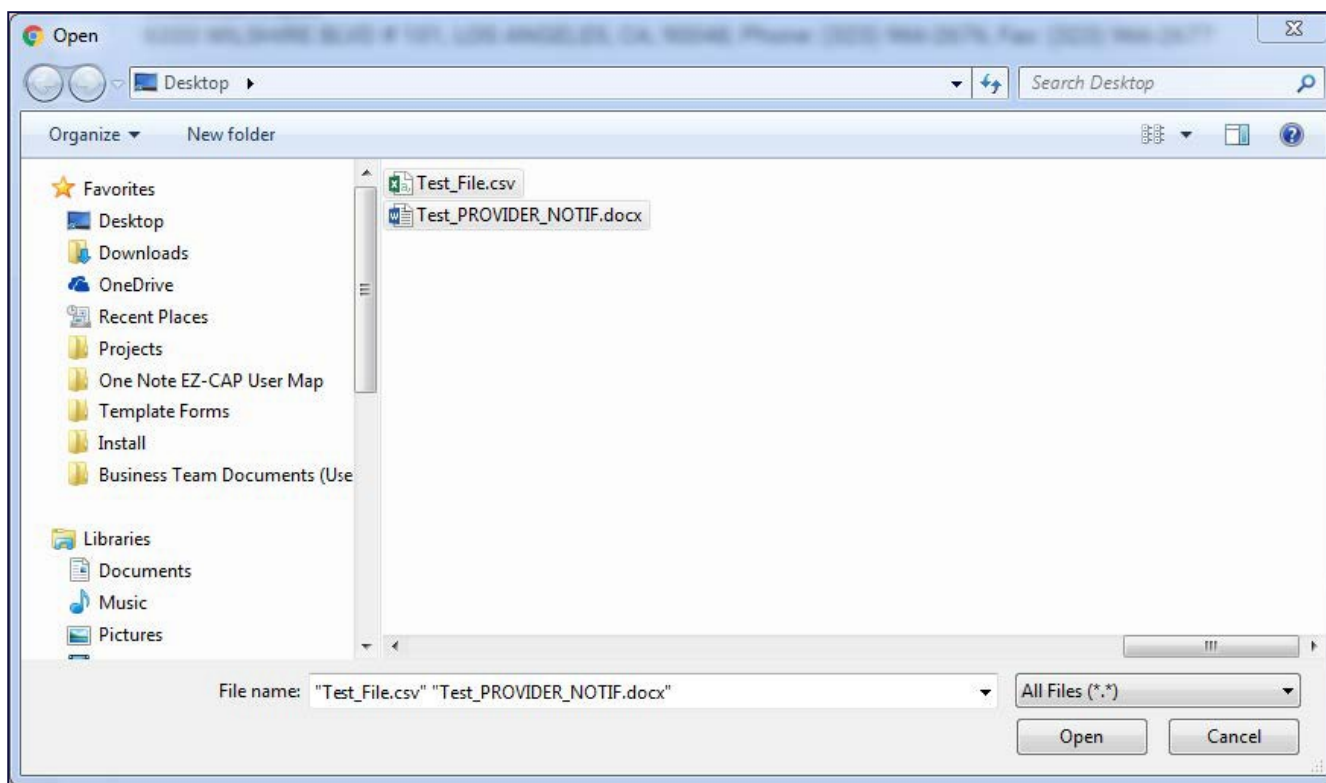 Open
Desktop
Search Desktop
Organize
New folder
Favorites
Desktop
Downloads
OneDrive
Recent Places
Projects
One Note EZ-CAP User Map
Template Forms
Install
Business Team Documents (Use
Libraries
Documents
Music
Pictures
Test_File.csv
Test_PROVIDER_NOTIF.docx
File name: "Test_File.csv" "Test_PROVIDER_NOTIF.docx"
All Files (*.*)
Open
Cancel